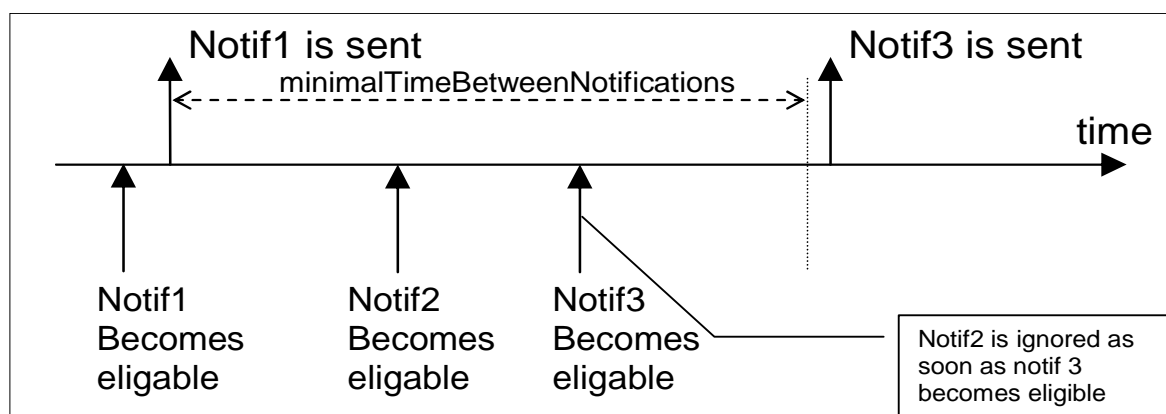 Notif1 is sent
Notif3 is sent
minimalTimeBetweenNotifications
time
Notif1
Becomes
eligable
Notif2
Becomes
eligable
Notif3
Becomes
eligable
Notif2 is ignored as
soon as notif 3
becomes eligible